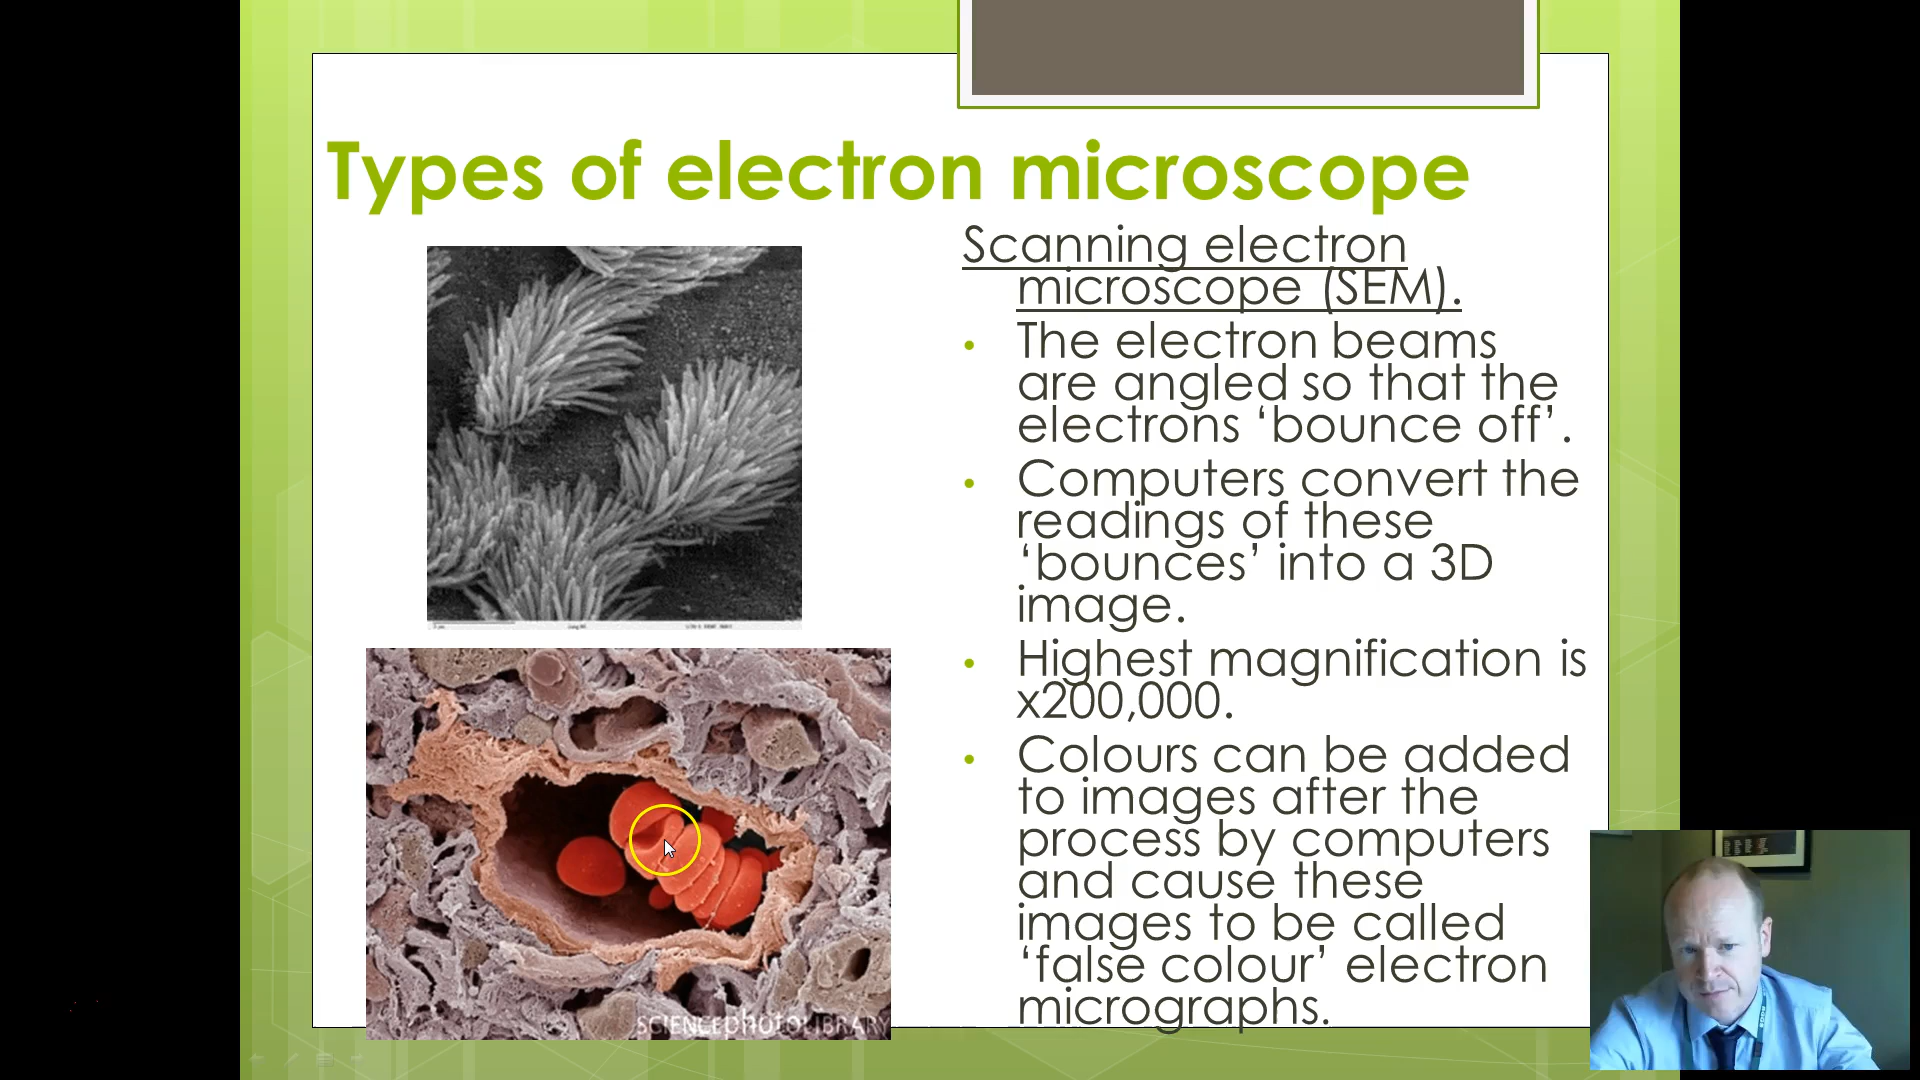 Types of electron microscope
Scanning electron
microscope (SEM).
• The electron beams
are angled so that the
electrons ‘bounce off’.
• Computers convert the
readings of these
‘bounces’ into a 3D
image.
• Highest magnification is
x200,000.
• Colours can be added
to images after the
process by computers
and cause these
images to be called
‘false colour’ electron
micrographs.
SCIENCEphotoLIBRARY